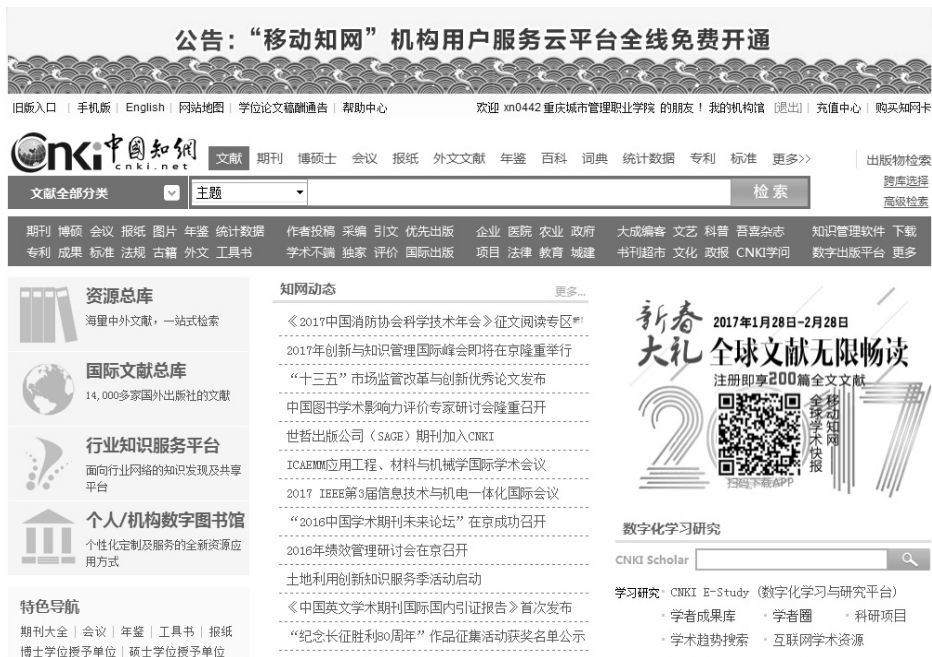 公告：“移动知网”机构用户服务云平台全线免费开通
旧版入口 | 手机版 | English | 网站地图 | 学位论文稿酬通告 | 帮助中心
欢迎 xn0442 重庆城市管理职业学院 的朋友！ 我的机构馆 [退出] | 充值中心 | 购买知网卡
Cnki中国知网
cnki.net
文献 期刊 博硕士 会议 报纸 外文文献 年鉴 百科 词典 统计数据 专利 标准 更多>>
出版物检索
跨库选择
高级检索
文献全部分类 主题 检索
期刊 博硕 会议 报纸 图片 年鉴 统计数据
专利 成果 标准 法规 古籍 外文 工具书
作者投稿 采编 引文 优先出版
学术不端 独家 评价 国际出版
企业 医院 农业 政府
项目 法律 教育 城建
大成编客 文艺 科普 吾喜杂志
书刊超市 文化 政报 CNKI学问
知识管理软件 下载
数字出版平台 更多
资源总库
海量中外文献，一站式检索
国际文献总库
14,000多家国外出版社的文献
行业知识服务平台
面向行业网络的知识发现及共享
平台
个人/机构数字图书馆
个性化定制及服务的全新资源应
用方式
特色导航
期刊大全 | 会议 | 年鉴 | 工具书 | 报纸
博士学位授予单位 | 硕士学位授予单位
知网动态
更多...
《2017中国消防协会科学技术年会》征文阅读专区
2017年创新与知识管理国际峰会即将在京隆重举行
“十三五”市场监管改革与创新优秀论文发布
中国图书学术影响力评价专家研讨会隆重召开
世哲出版公司（SAGE）期刊加入CNKI
ICAEMM应用工程、材料与机械学国际学术会议
2017 IEEE第3届信息技术与机电一体化国际会议
“2016中国学术期刊未来论坛”在京成功召开
2016年绩效管理研讨会在京召开
土地利用创新知识服务季活动启动
《中国英文学术期刊国际国内引证报告》首次发布
“纪念长征胜利80周年”作品征集活动获奖名单公示
新春
大礼
2017年1月28日-2月28日
全球文献无限畅读
注册即享200篇全文文献
2017
移动知网
全球学术快报
扫码下载APP
数字化学习研究
CNKI Scholar
学习研究· CNKI E-Study (数字化学习与研究平台)
· 学者成果库 · 学者圈 · 科研项目
· 学术趋势搜索 · 互联网学术资源